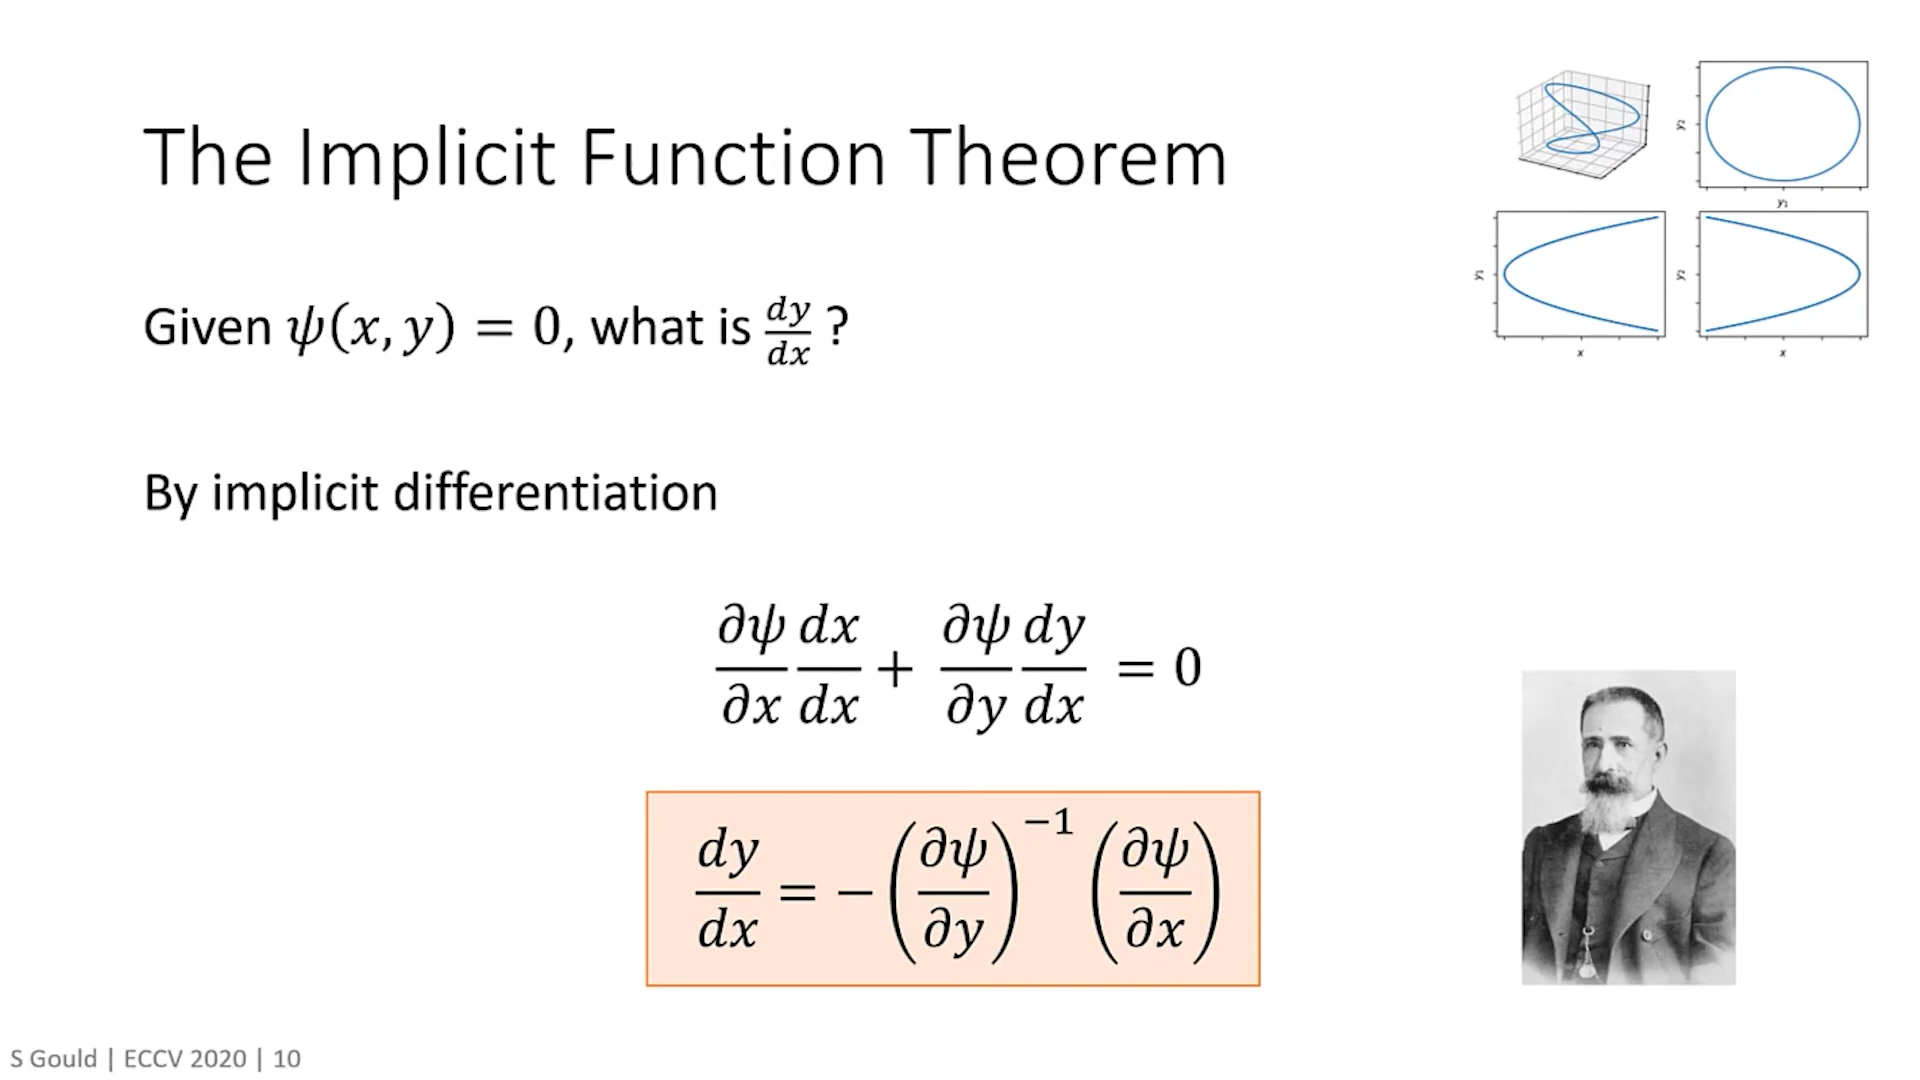 The Implicit Function Theorem
y₂
y₁
y₁
x
y₂
x
Given ψ(x, y) = 0, what is dy/dx ?
By implicit differentiation
∂ψ/∂x dx/dx + ∂ψ/∂y dy/dx = 0
dy/dx = −(∂ψ/∂y)⁻¹ (∂ψ/∂x)
S Gould | ECCV 2020 | 10